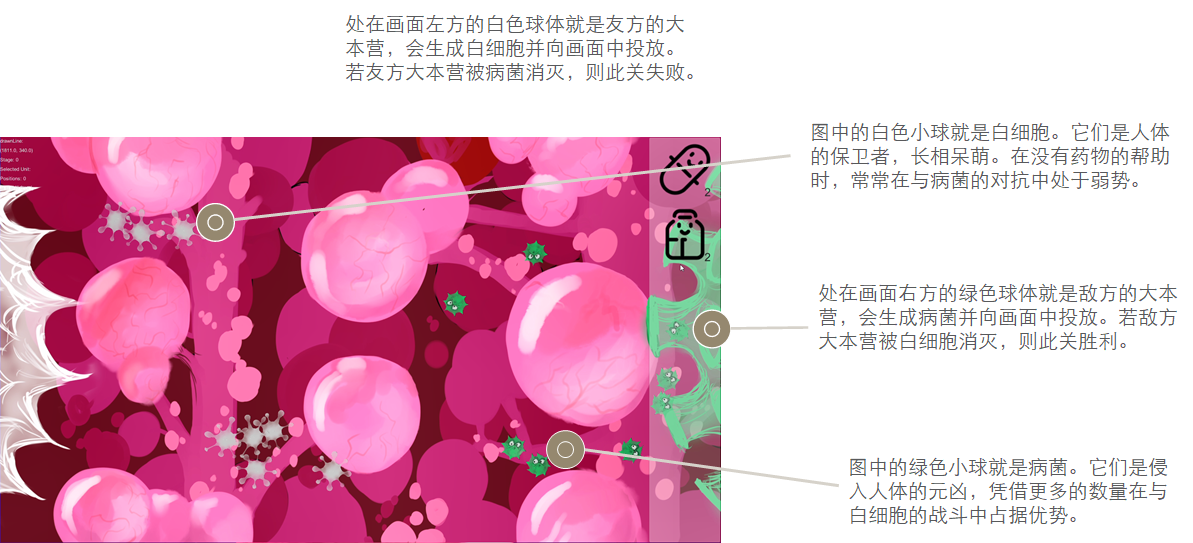 处在画面左方的白色球体就是友方的大
本营，会生成白细胞并向画面中投放。
若友方大本营被病菌消灭，则此关失败。
图中的白色小球就是白细胞。它们是人体
的保卫者，长相呆萌。在没有药物的帮助
时，常常在与病菌的对抗中处于弱势。
DrawnLine:
(1811.0, 340.0)
Stage: 0
Selected Unit:
Positions: 0
2
2
处在画面右方的绿色球体就是敌方的大本
营，会生成病菌并向画面中投放。若敌方
大本营被白细胞消灭，则此关胜利。
图中的绿色小球就是病菌。它们是侵
入人体的元凶，凭借更多的数量在与
白细胞的战斗中占据优势。